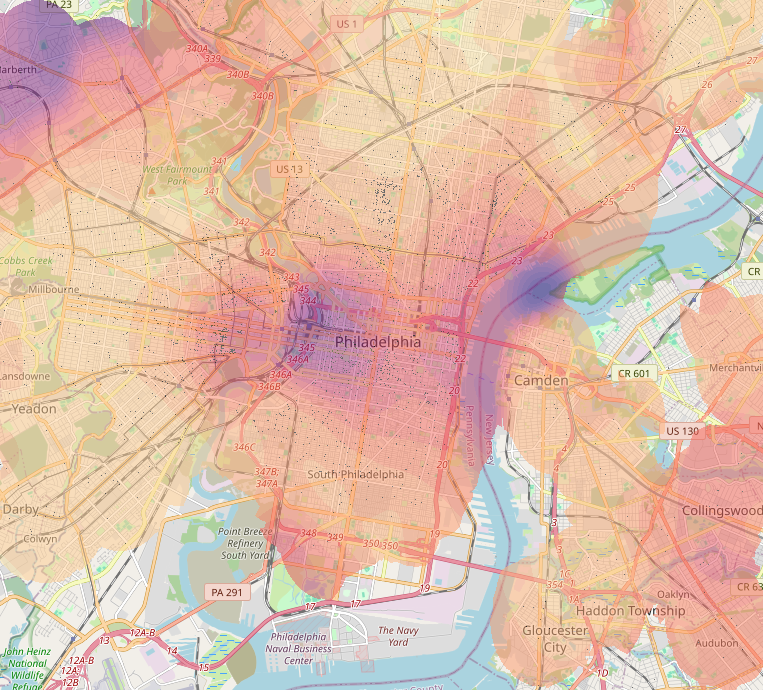 PA 23
US 1
340A
339
340B
340B
27
26
Narberth
27
341
West Fairmount
Park
US 13
341
25
25
342
23
342
23
Cobbs Creek
Park
343
CR
22
345
Millbourne
344
345
Philadelphia
346A
22
CR 601
Merchantvi
Lansdowne
346A
346B
Camden
20
Yeadon
Pennsylvania
New Jersey
US 130
N
346C
4
20
347B;
347A
South Philadelphia
4
Darby
Collingswood
3
Colwyn
Point Breeze
Refinery
South Yard
348
349
350
350
19
1C
354
CR 63
PA 291
19
1A
Oaklyn
17
17
Haddon Township
12A-B
13
Philadelphia
Naval Business
Center
The Navy
Yard
Gloucester
City
Audubon
John Heinz
National
Wildlife
Refuge
12A-B
14
12A-
B
15
1D
County